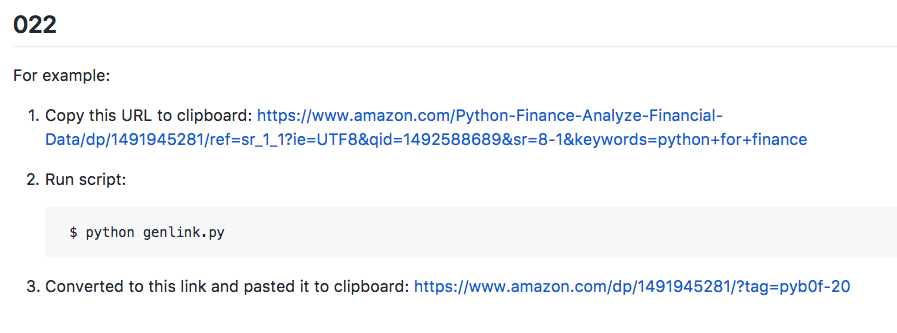 022
For example:
1. Copy this URL to clipboard: https://www.amazon.com/Python-Finance-Analyze-Financial-
Data/dp/1491945281/ref=sr_1_1?ie=UTF8&qid=1492588689&sr=8-1&keywords=python+for+finance
2. Run script:
$ python genlink.py
3. Converted to this link and pasted it to clipboard: https://www.amazon.com/dp/1491945281/?tag=pyb0f-20